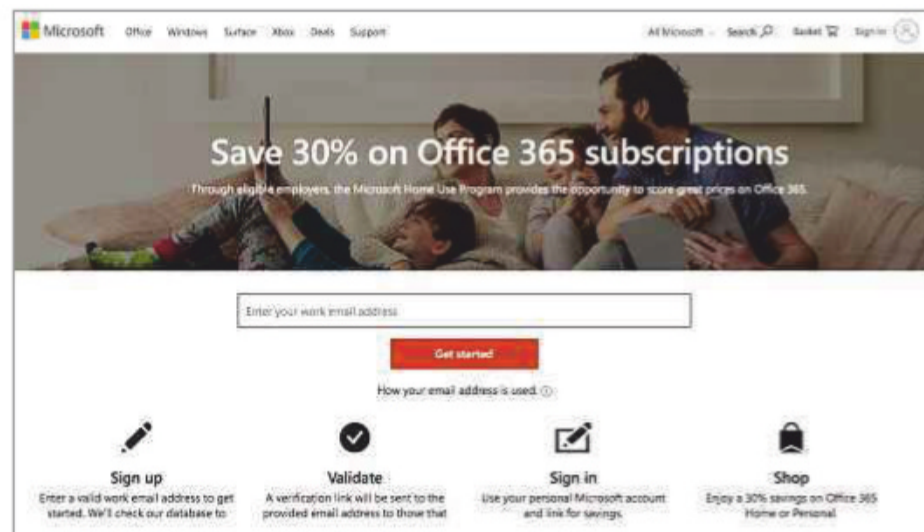 Microsoft Office Windows Surface Xbox Deals Support All Microsoft Search Basket Sign in
Save 30% on Office 365 subscriptions
Through eligible employers, the Microsoft Home Use Program provides the opportunity to score great prices on Office 365.
Enter your work email address
Get started
How your email address is used.
Sign up
Enter a valid work email address to get
started. We'll check our database to
Validate
A verification link will be sent to the
provided email address to those that
Sign in
Use your personal Microsoft account
and link for savings.
Shop
Enjoy a 30% savings on Office 365
Home or Personal